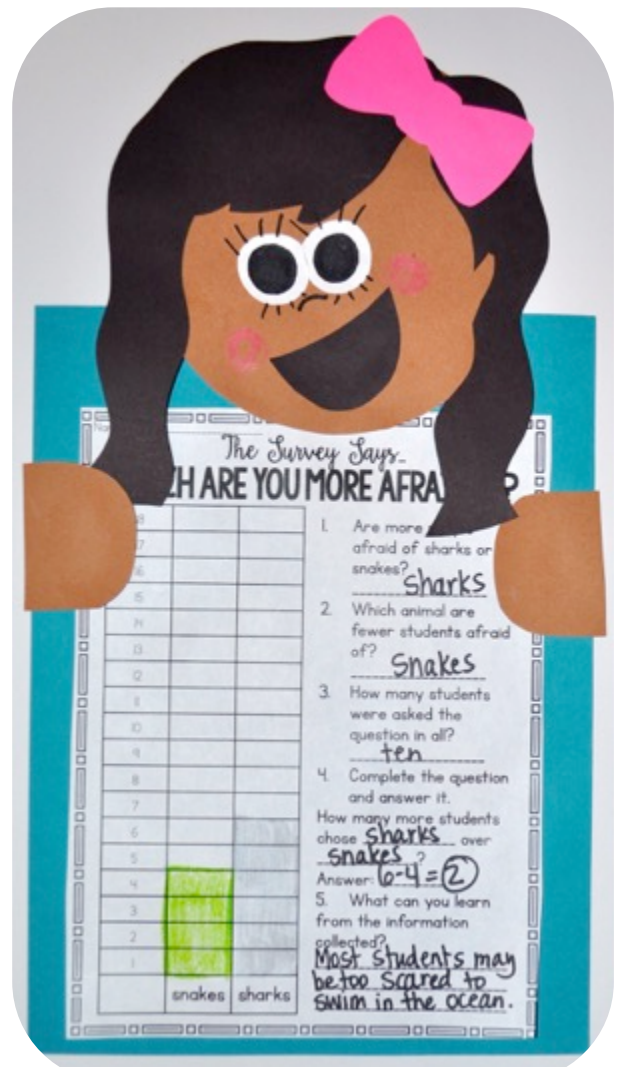 The Survey Says...
CH ARE YOU MORE AFRA ?
18
17
16
15
14
13
12
11
10
9
8
7
6
5
4
3
2
1
snakes sharks
1. Are more
afraid of sharks or
snakes?
sharks
2. Which animal are
fewer students afraid
of?
snakes
3. How many students
were asked the
question in all?
ten
4. Complete the question
and answer it.
How many more students
chose sharks over
snakes ?
Answer: 6-4=2
5. What can you learn
from the information
collected?
Most students may
be too scared to
swim in the ocean.